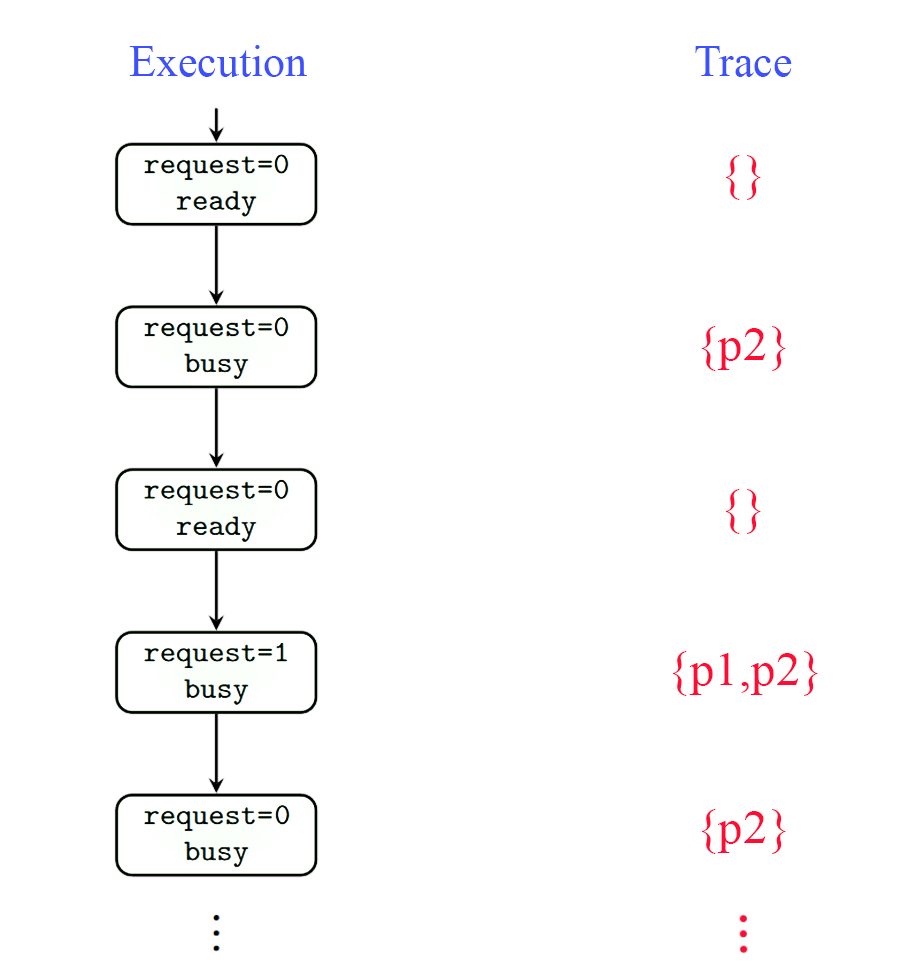 Execution Trace
request=0
ready
{}
request=0
busy
{p2}
request=0
ready
{}
request=1
busy
{p1,p2}
request=0
busy
{p2}